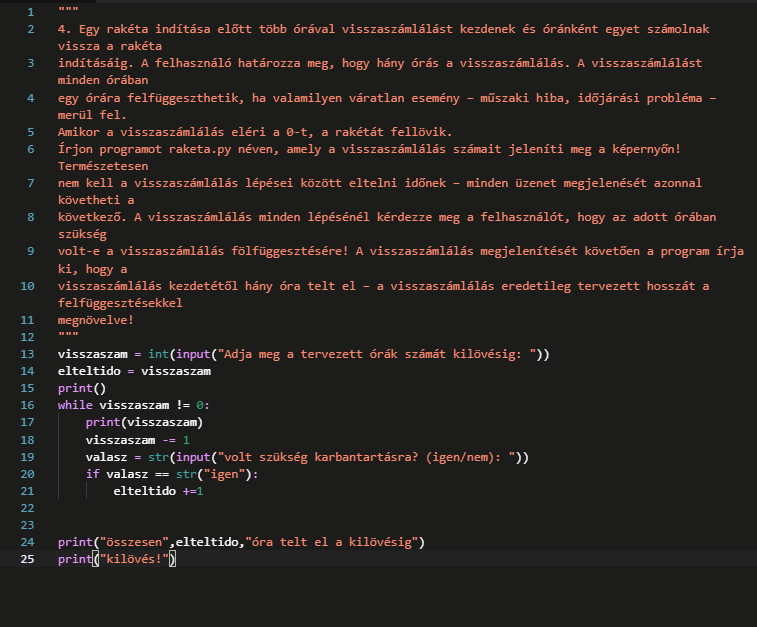 1 """
2 4. Egy rakéta indítása előtt több órával visszaszámlálást kezdenek és óránként egyet számolnak
vissza a rakéta
3 indításáig. A felhasználó határozza meg, hogy hány órás a visszaszámlálás. A visszaszámlálást
minden órában
4 egy órára felfüggeszthetik, ha valamilyen váratlan esemény – műszaki hiba, időjárási probléma –
merül fel.
5 Amikor a visszaszámlálás eléri a 0-t, a rakétát fellövik.
6 Írjon programot raketa.py néven, amely a visszaszámlálás számait jeleníti meg a képernyőn!
Természetesen
7 nem kell a visszaszámlálás lépései között eltelni időnek – minden üzenet megjelenését azonnal
követheti a
8 következő. A visszaszámlálás minden lépésénél kérdezze meg a felhasználót, hogy az adott órában
szükség
9 volt-e a visszaszámlálás fölfüggesztésére! A visszaszámlálás megjelenítését követően a program írja
ki, hogy a
10 visszaszámlálás kezdetétől hány óra telt el – a visszaszámlálás eredetileg tervezett hosszát a
felfüggesztésekkel
11 megnövelve!
12 """
13 visszaszam = int(input("Adja meg a tervezett órák számát kilövésig: "))
14 elteltido = visszaszam
15 print()
16 while visszaszam != 0:
17     print(visszaszam)
18     visszaszam -= 1
19     valasz = str(input("volt szükség karbantartásra? (igen/nem): "))
20     if valasz == str("igen"):
21         elteltido +=1
22
23
24 print("összesen",elteltido,"óra telt el a kilövésig")
25 print("kilövés!")